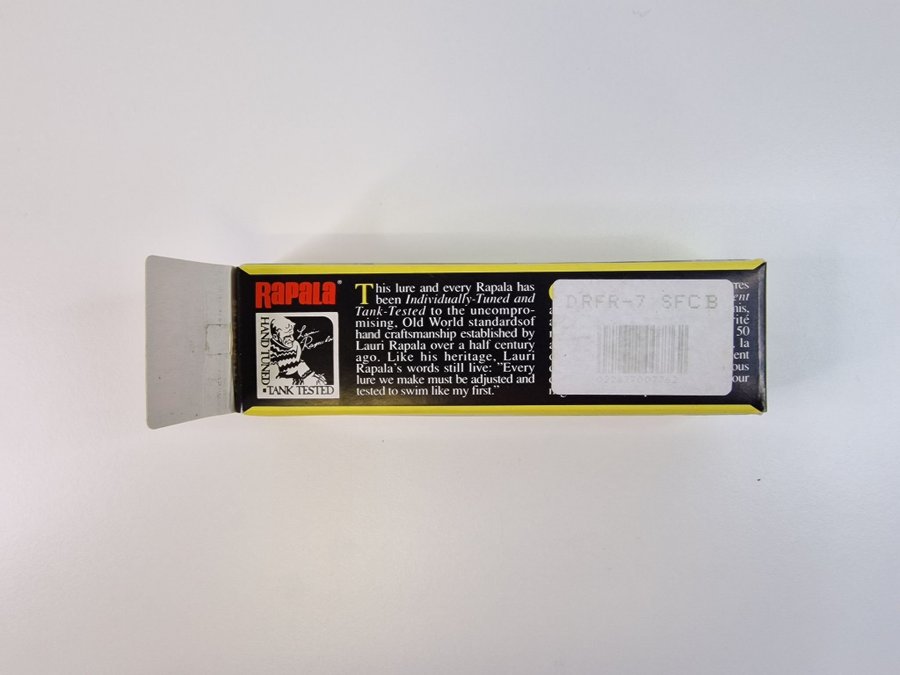 RAPALA®
HAND TUNED • TANK TESTED
This lure and every Rapala has
been Individually-Tuned and
Tank-Tested to the uncompro-
mising, Old World standardsof
hand craftsmanship established by
Lauri Rapala over a half century
ago. Like his heritage, Lauri
Rapala's words still live: "Every
lure we make must be adjusted and
tested to swim like my first."
DRFR-7 SFCB
50
la